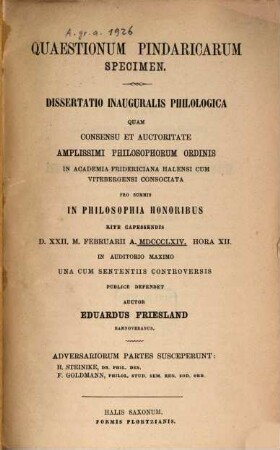 A. gr. a. 1926
QUAESTIONUM PINDARICARUM
SPECIMEN.
DISSERTATIO INAUGURALIS PHILOLOGICA
QUAM
CONSENSU ET AUCTORITATE
AMPLISSIMI PHILOSOPHORUM ORDINIS
IN ACADEMIA FRIDERICIANA HALENSI CUM
VITEBERGENSI CONSOCIATA
PRO SUMMIS
IN PHILOSOPHIA HONORIBUS
RITE CAPESSENDIS
D. XXII, M. FEBRUARII A. MDCCCLXIV. HORA XII.
IN AUDITORIO MAXIMO
UNA CUM SENTENTIIS CONTROVERSIS
PUBLICE DEFENDET
AUCTOR
EDUARDUS FRIESLAND
HANNOVERANUS.
ADVERSARIORUM PARTES SUSCEPERUNT:
H. STEINIKE, DR. PHIL. DES.
F. GOLDMANN, PHILOL. STUD. SEM. REG. SOD. ORD.
HALIS SAXONUM,
FORMIS PLOETZIANIS.